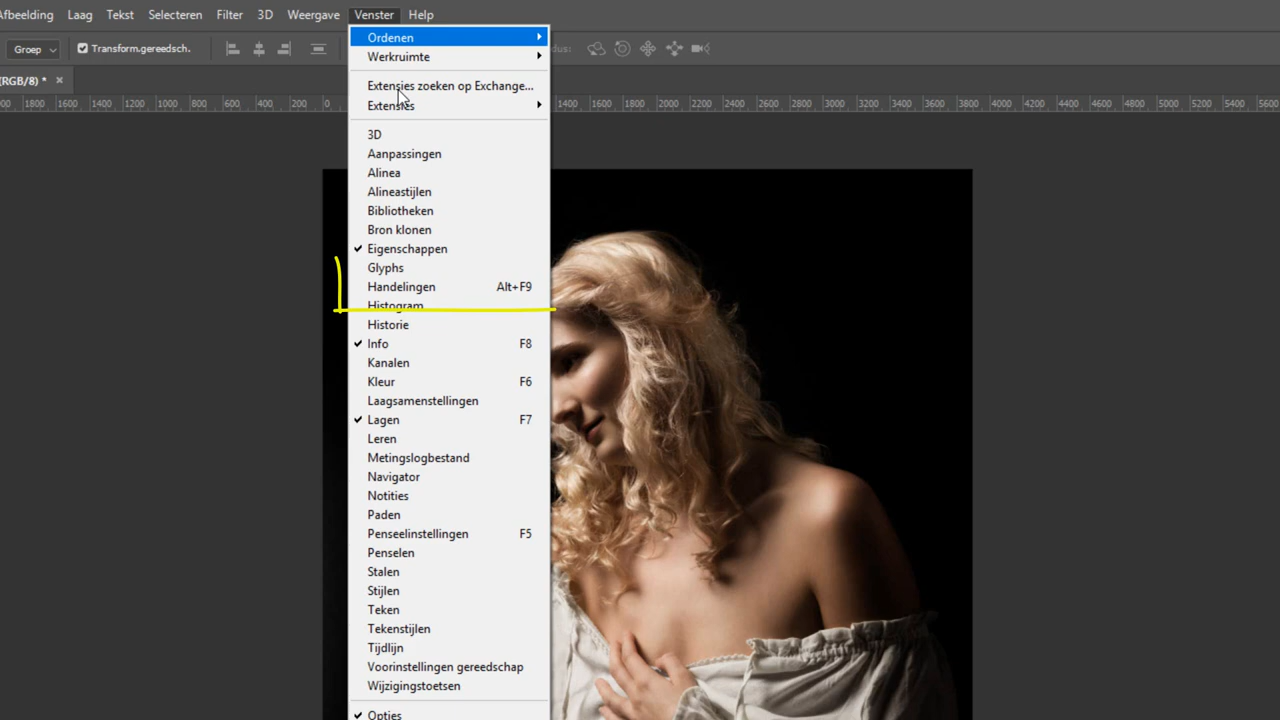 Afbeelding Laag Tekst Selecteren Filter 3D Weergave Venster Help
Groep Transform.gereedsch. dus:
(RGB/8) *
000 1800 1600 1400 1200 1000 800 600 400 200 0 1400 1600 1800 2000 2200 2400 2600 2800 3000 3200 3400 3600 3800 4000 4200 4400 4600 4800 5000 5200 5400 5600
Ordenen
Werkruimte
Extensies zoeken op Exchange...
Extensies
3D
Aanpassingen
Alinea
Alineastijlen
Bibliotheken
Bron klonen
Eigenschappen
Glyphs
Handelingen Alt+F9
Histogram
Historie
Info F8
Kanalen
Kleur F6
Laagsamenstellingen
Lagen F7
Leren
Metingslogbestand
Navigator
Notities
Paden
Penseelinstellingen F5
Penselen
Stalen
Stijlen
Teken
Tekenstijlen
Tijdlijn
Voorinstellingen gereedschap
Wijzigingstoetsen
Opties